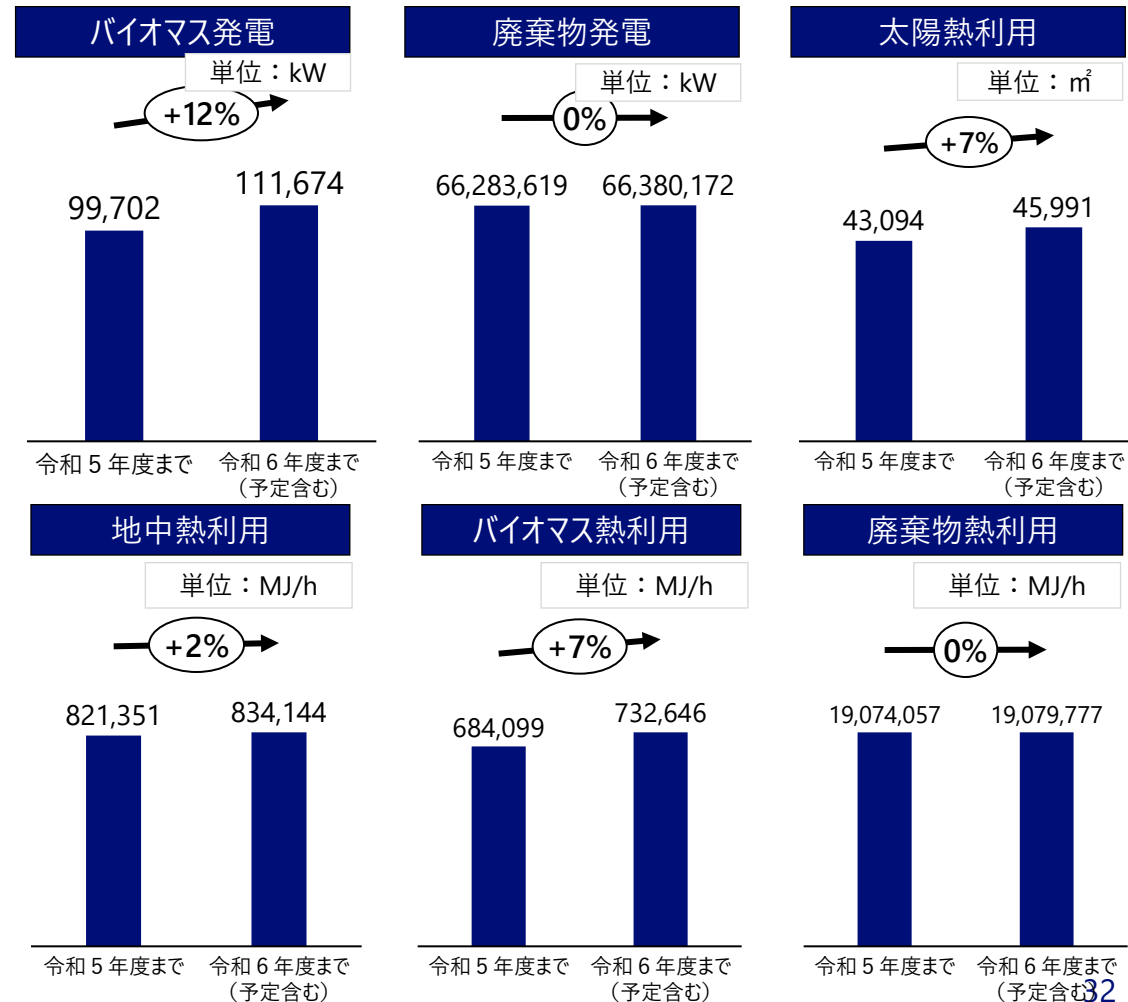 バイオマス発電
単位：kW
+12%
99,702
111,674
令和５年度まで
令和６年度まで
（予定含む）
廃棄物発電
単位：kW
0%
66,283,619
66,380,172
令和５年度まで
令和６年度まで
（予定含む）
太陽熱利用
単位：㎡
+7%
43,094
45,991
令和５年度まで
令和６年度まで
（予定含む）
地中熱利用
単位：MJ/h
+2%
821,351
834,144
令和５年度まで
令和６年度まで
（予定含む）
バイオマス熱利用
単位：MJ/h
+7%
684,099
732,646
令和５年度まで
令和６年度まで
（予定含む）
廃棄物熱利用
単位：MJ/h
0%
19,074,057
19,079,777
令和５年度まで
令和６年度まで
（予定含む）
32